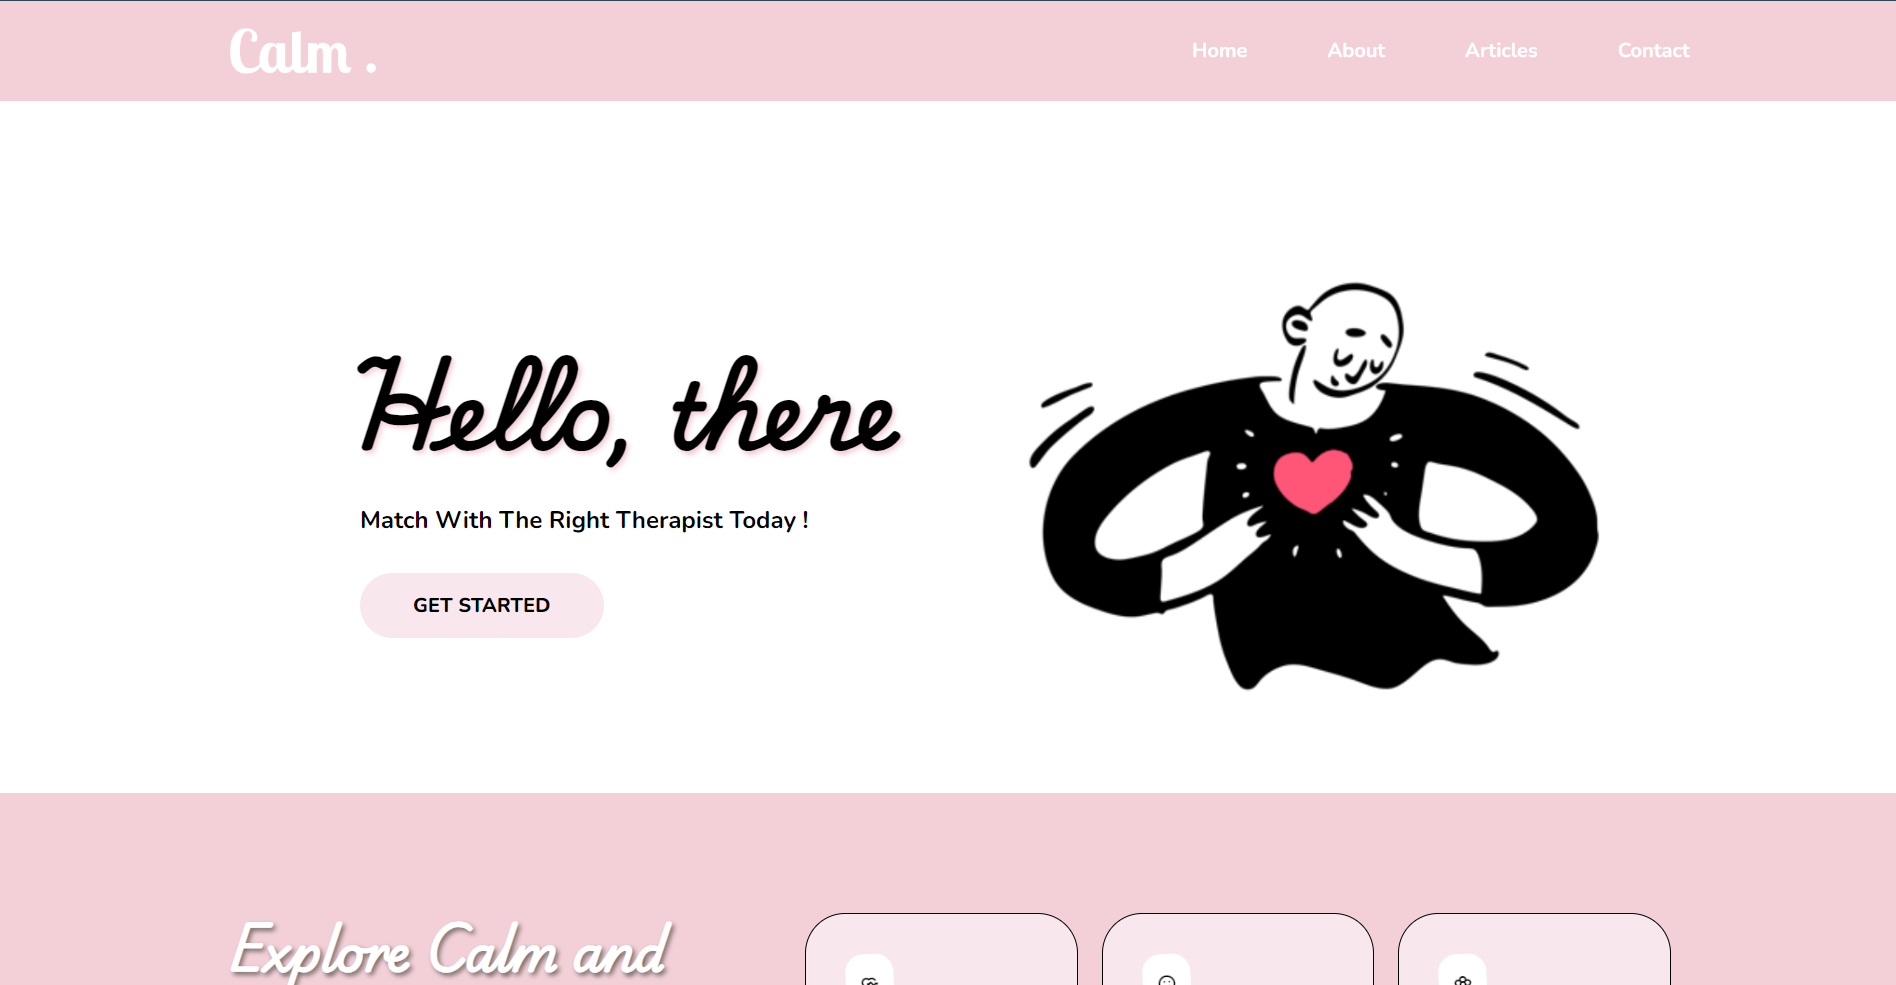 Calm .
Home About Articles Contact
Hello, there
Match With The Right Therapist Today !
GET STARTED
Explore Calm and